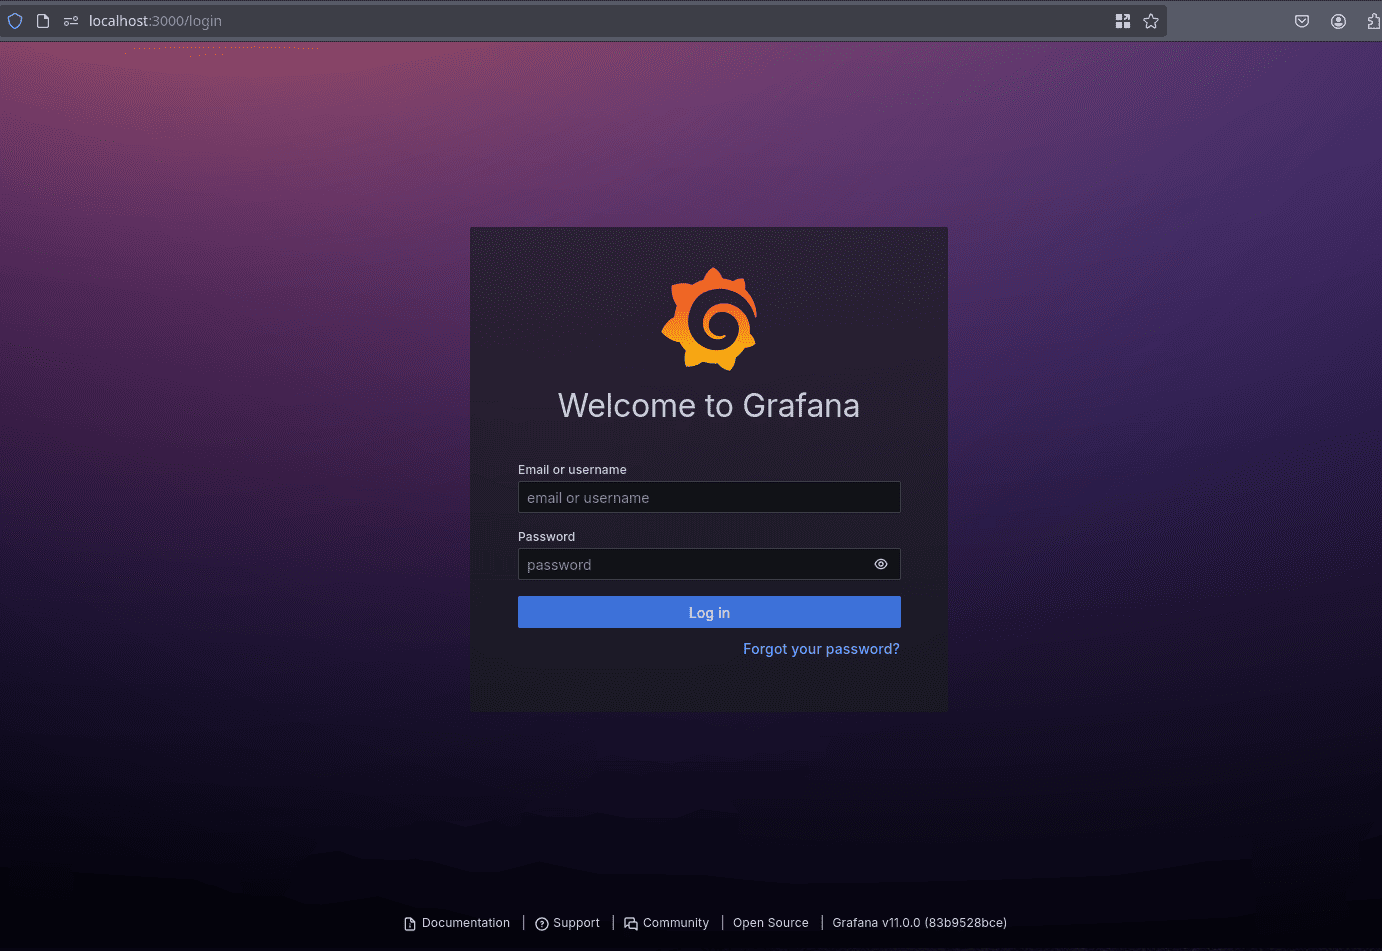 localhost:3000/login
Welcome to Grafana
Email or username
email or username
Password
password
Log in
Forgot your password?
Documentation | Support | Community | Open Source | Grafana v11.0.0 (83b9528bce)